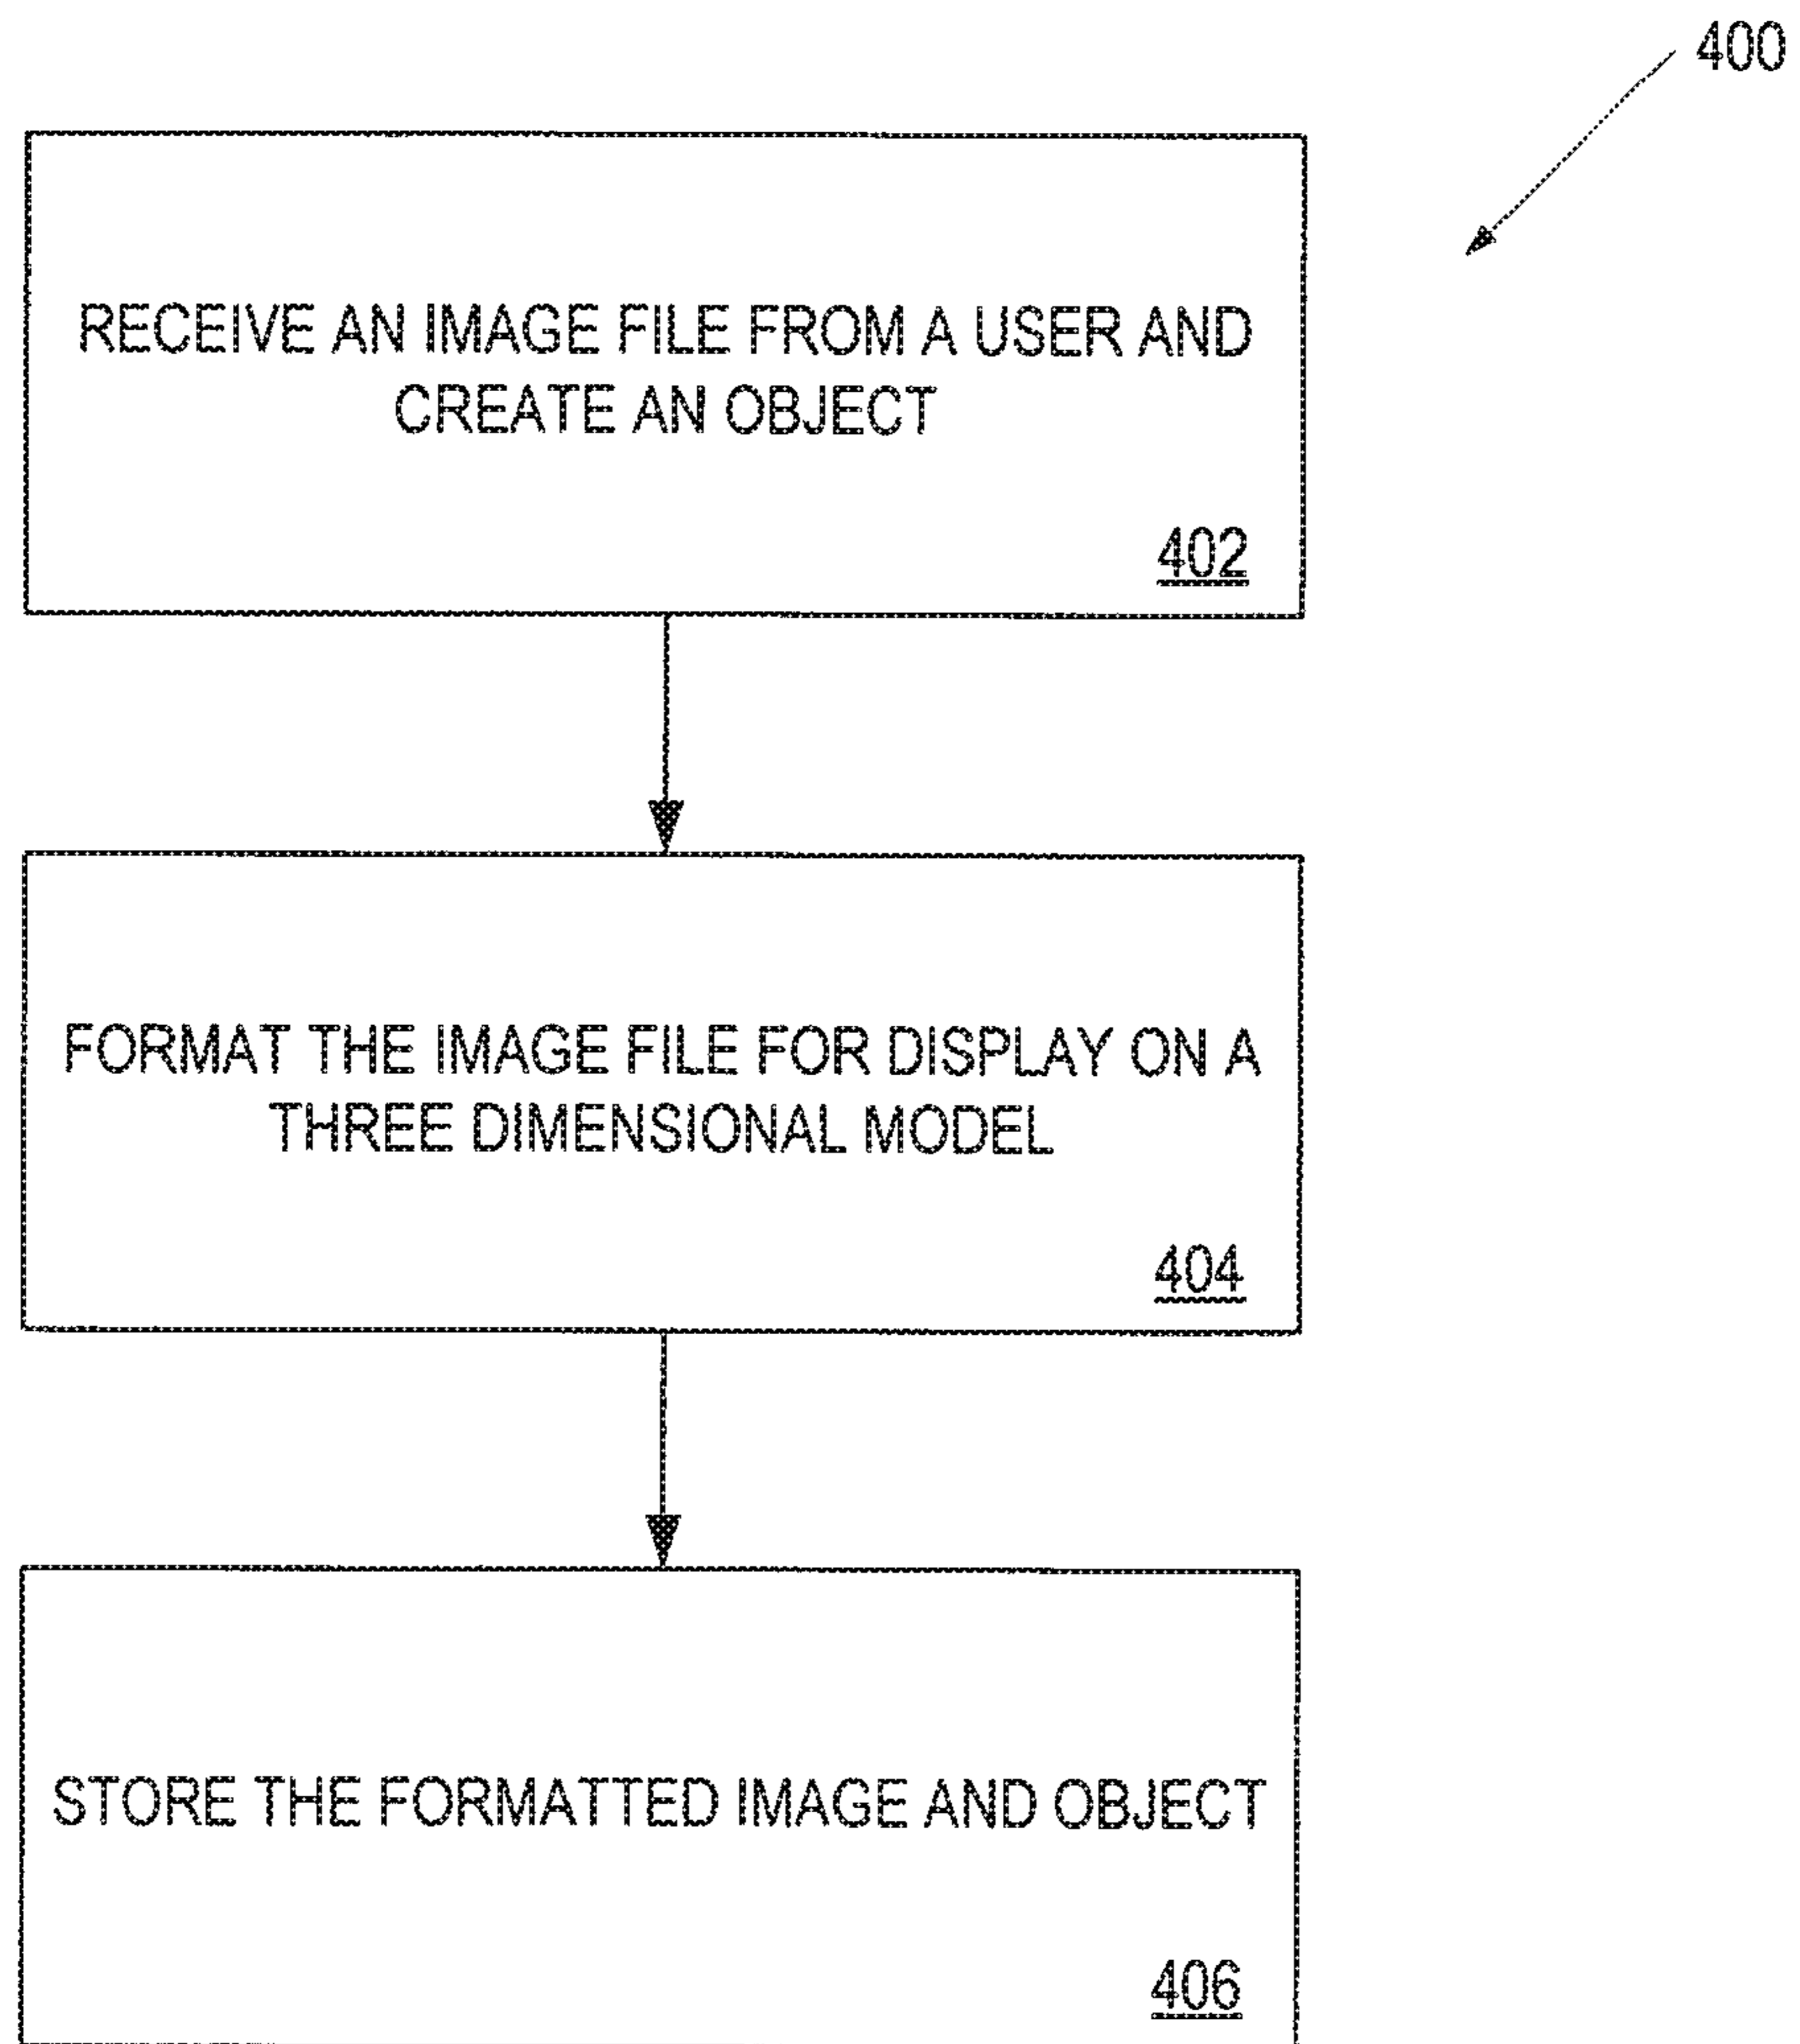 400
RECEIVE AN IMAGE FILE FROM A USER AND
CREATE AN OBJECT
402
FORMAT THE IMAGE FILE FOR DISPLAY ON A
THREE DIMENSIONAL MODEL
404
STORE THE FORMATTED IMAGE AND OBJECT
406